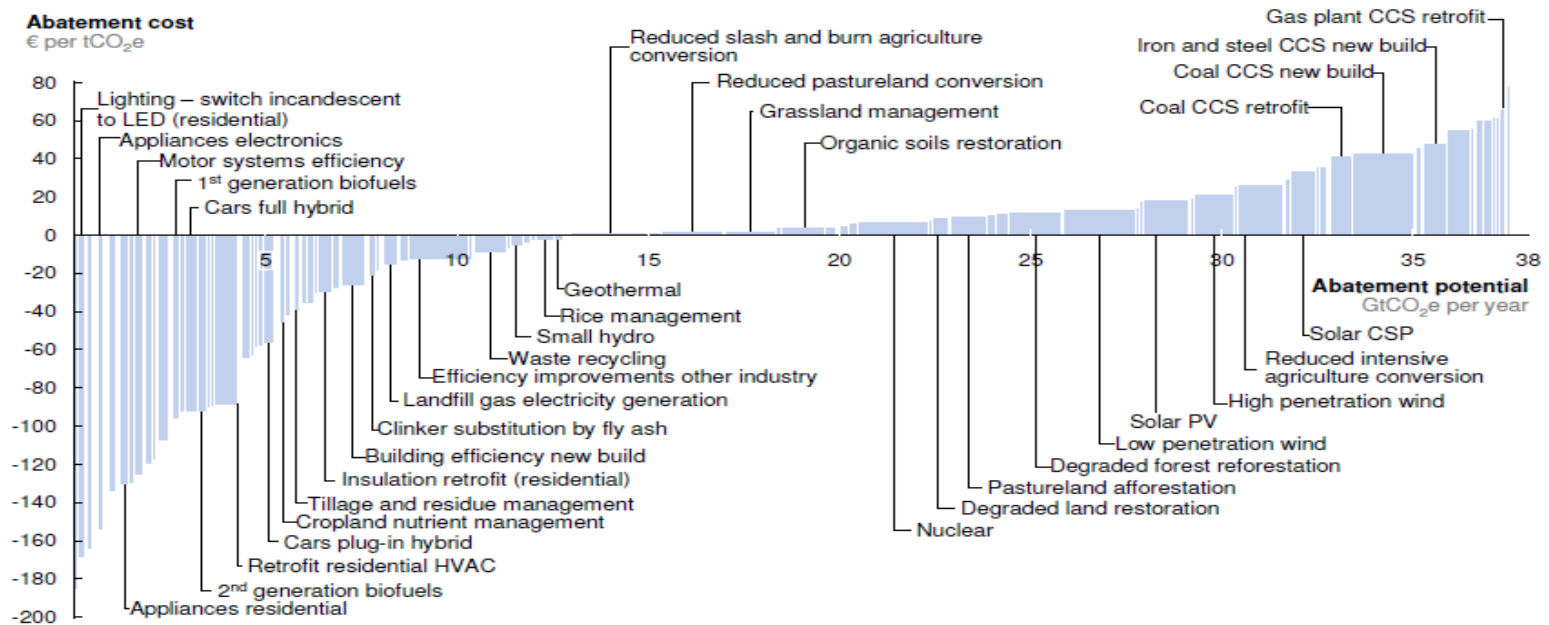 Abatement cost
€ per tCO₂e
Gas plant CCS retrofit
Reduced slash and burn agriculture
conversion
Iron and steel CCS new build
Coal CCS new build
Reduced pastureland conversion
80
Lighting – switch incandescent
to LED (residential)
Grassland management
Coal CCS retrofit
60
Appliances electronics
Organic soils restoration
40
Motor systems efficiency
1st generation biofuels
20
Cars full hybrid
0
5
10
15
20
25
30
35
38
-20
Abatement potential
GtCO₂e per year
Geothermal
-40
Rice management
Small hydro
Solar CSP
-60
Waste recycling
Reduced intensive
agriculture conversion
Efficiency improvements other industry
-80
Landfill gas electricity generation
High penetration wind
-100
Clinker substitution by fly ash
Solar PV
Low penetration wind
Building efficiency new build
-120
Degraded forest reforestation
Insulation retrofit (residential)
Pastureland afforestation
-140
Tillage and residue management
Degraded land restoration
Cropland nutrient management
Nuclear
-160
Cars plug-in hybrid
Retrofit residential HVAC
-180
2nd generation biofuels
Appliances residential
-200